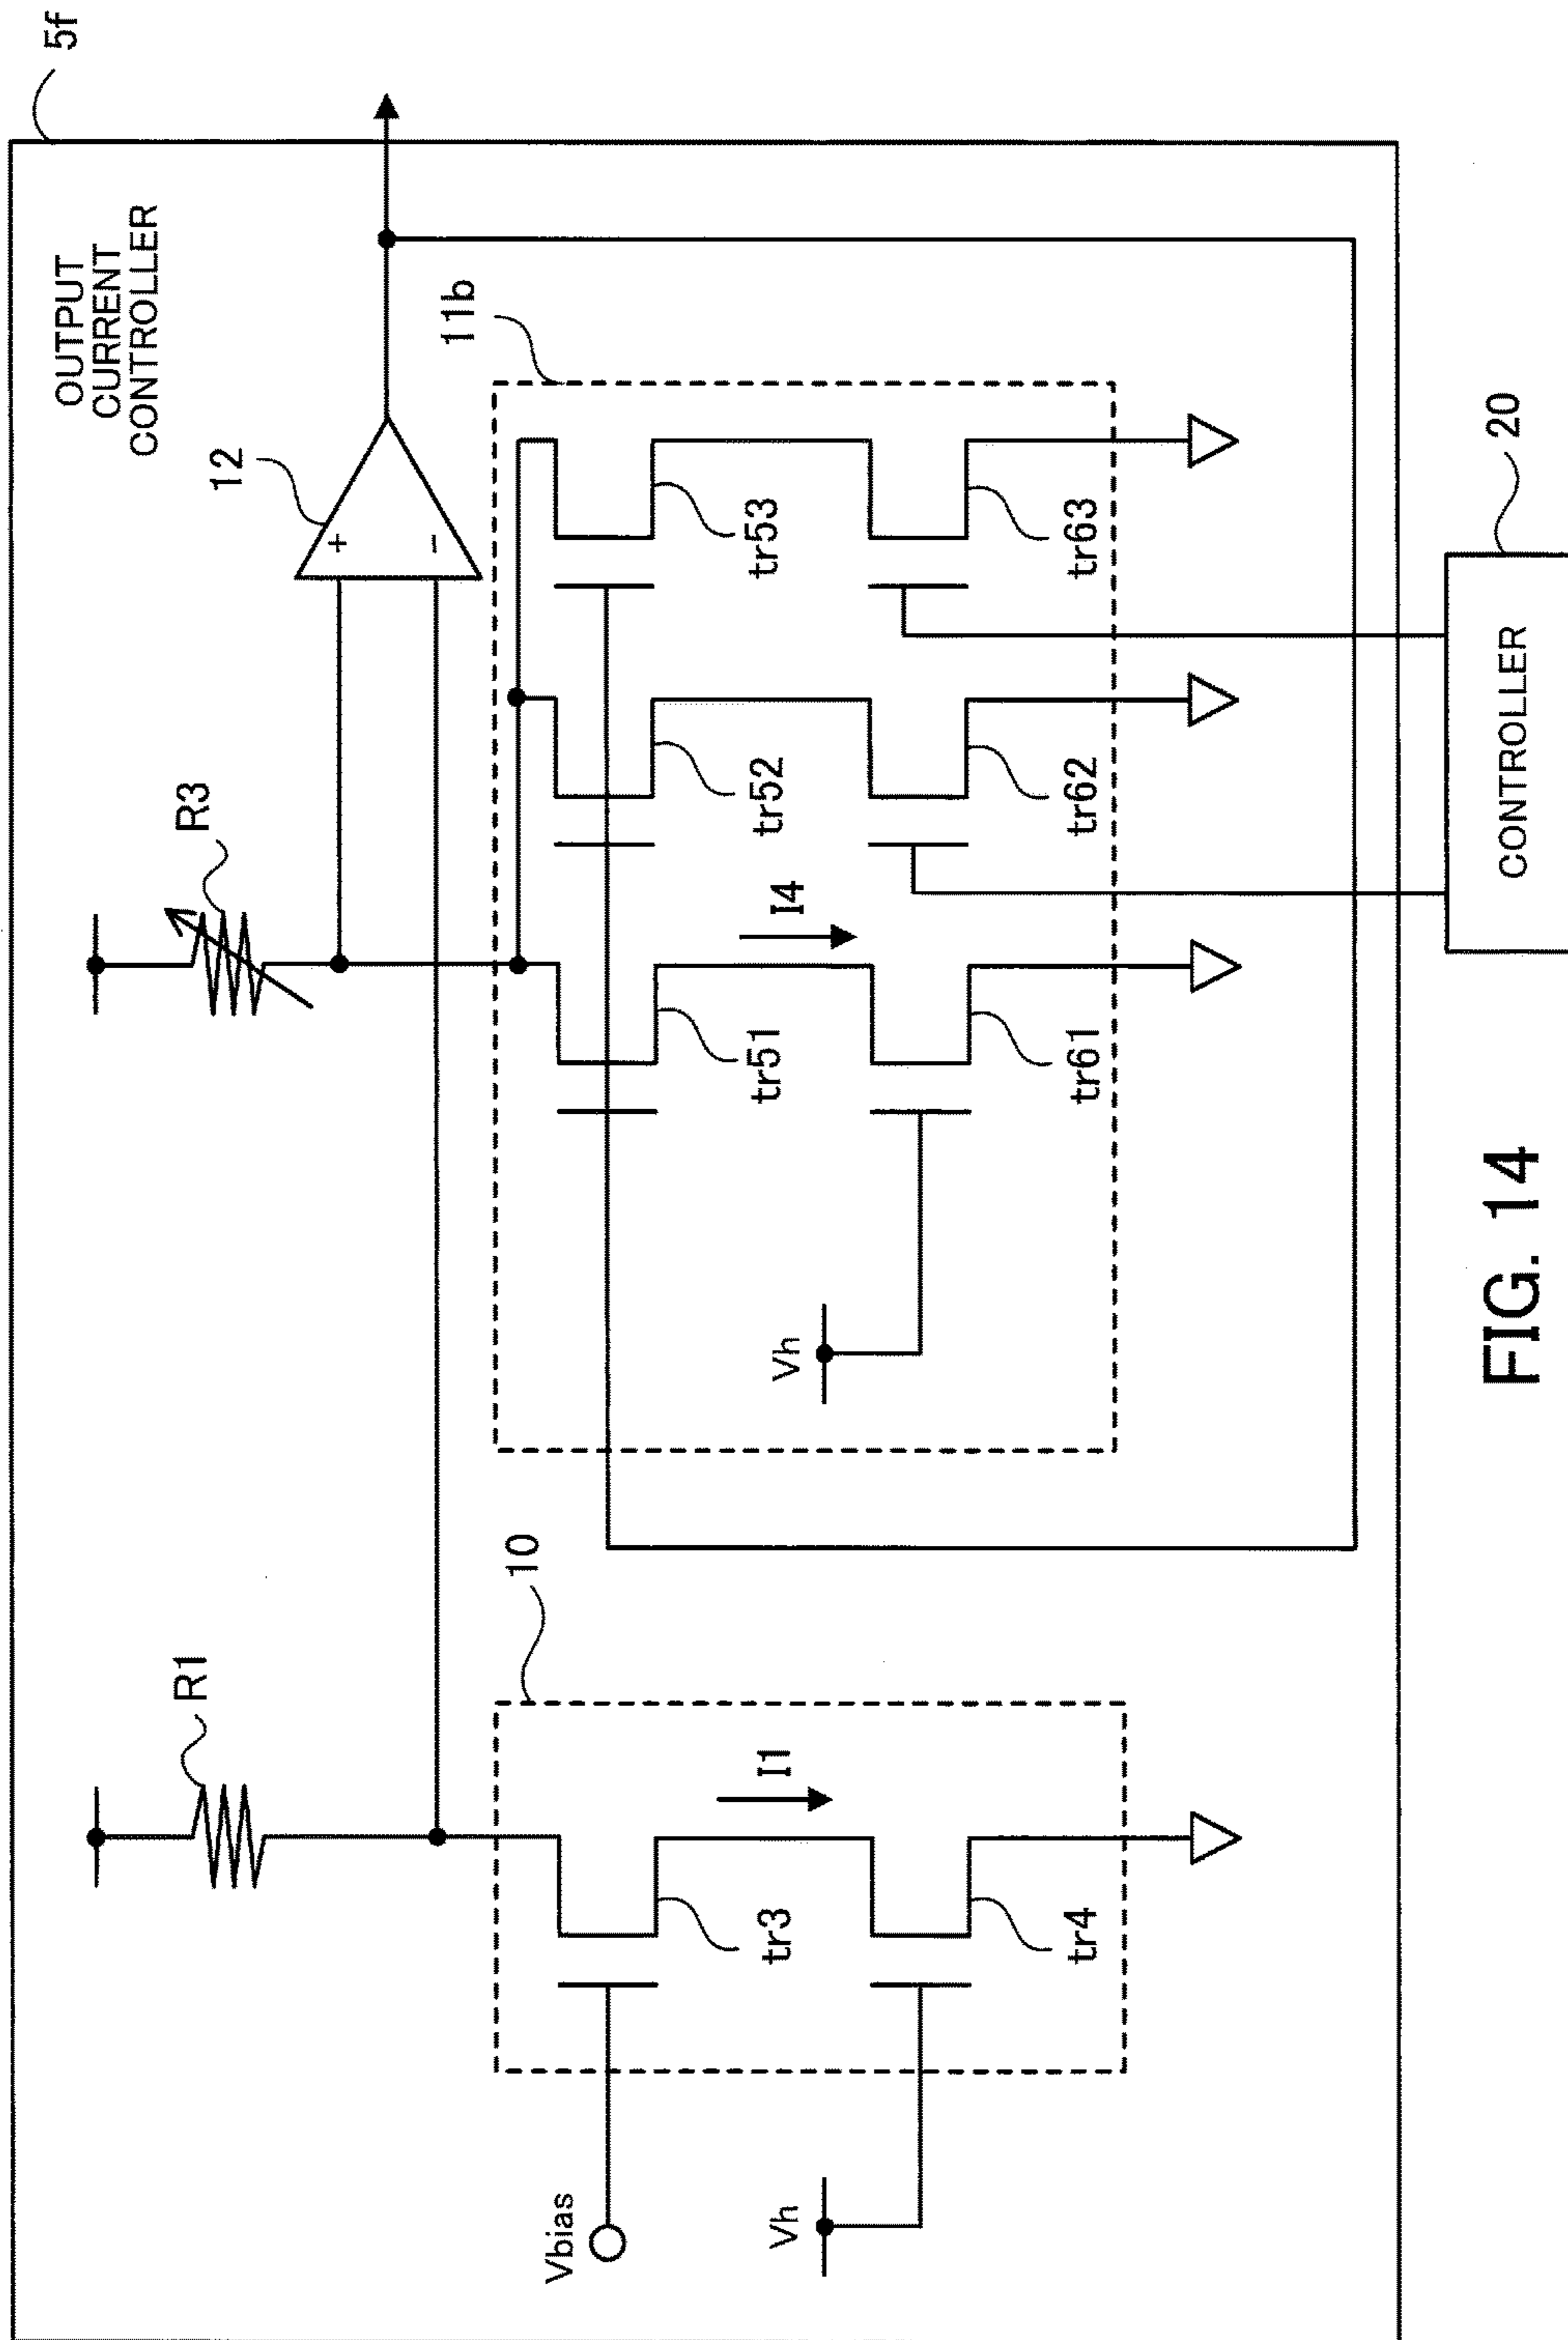 5f
OUTPUT
CURRENT
CONTROLLER
R1
R3
12
+
-
10
11b
Vbias
tr3
I1
Vh
tr4
tr51
tr52
tr53
I4
Vh
tr61
tr62
tr63
CONTROLLER
20
FIG. 14